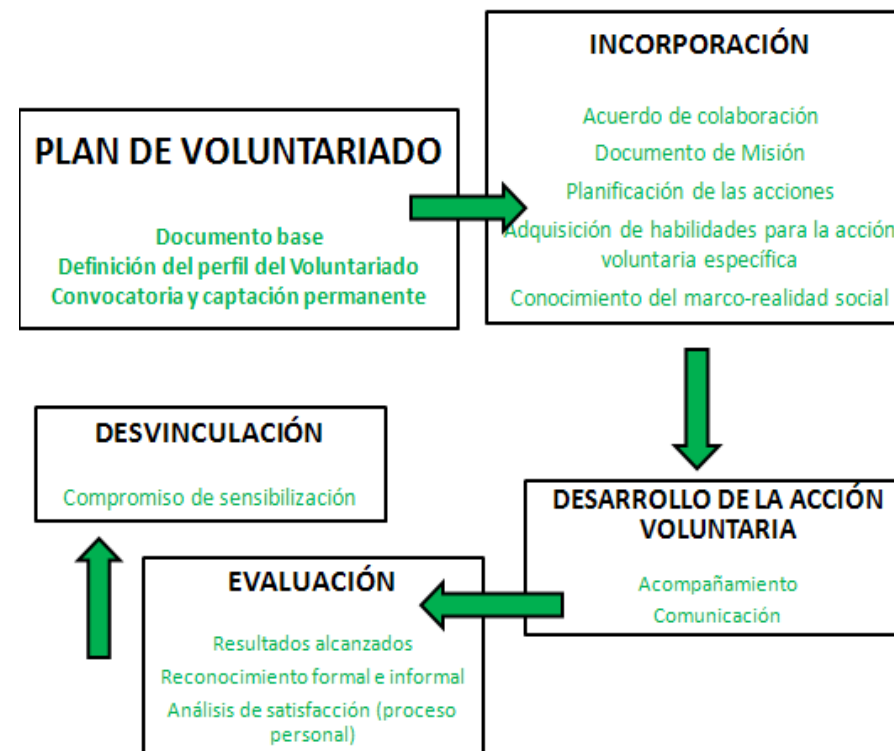 PLAN DE VOLUNTARIADO
Documento base
Definición del perfil del Voluntariado
Convocatoria y captación permanente
INCORPORACIÓN
Acuerdo de colaboración
Documento de Misión
Planificación de las acciones
Adquisición de habilidades para la acción
voluntaria específica
Conocimiento del marco-realidad social
DESARROLLO DE LA ACCIÓN
VOLUNTARIA
Acompañamiento
Comunicación
EVALUACIÓN
Resultados alcanzados
Reconocimiento formal e informal
Análisis de satisfacción (proceso
personal)
DESVINCULACIÓN
Compromiso de sensibilización